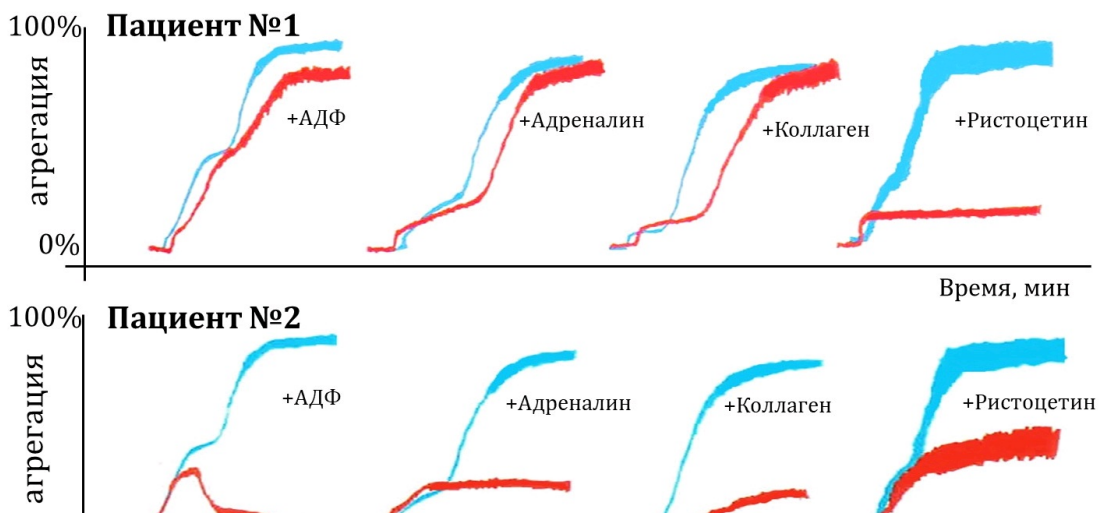 100%
Пациент №1
агрегация
+АДФ
+Адреналин
+Коллаген
+Ристоцетин
0%
Время, мин
100%
Пациент №2
агрегация
+АДФ
+Адреналин
+Коллаген
+Ристоцетин